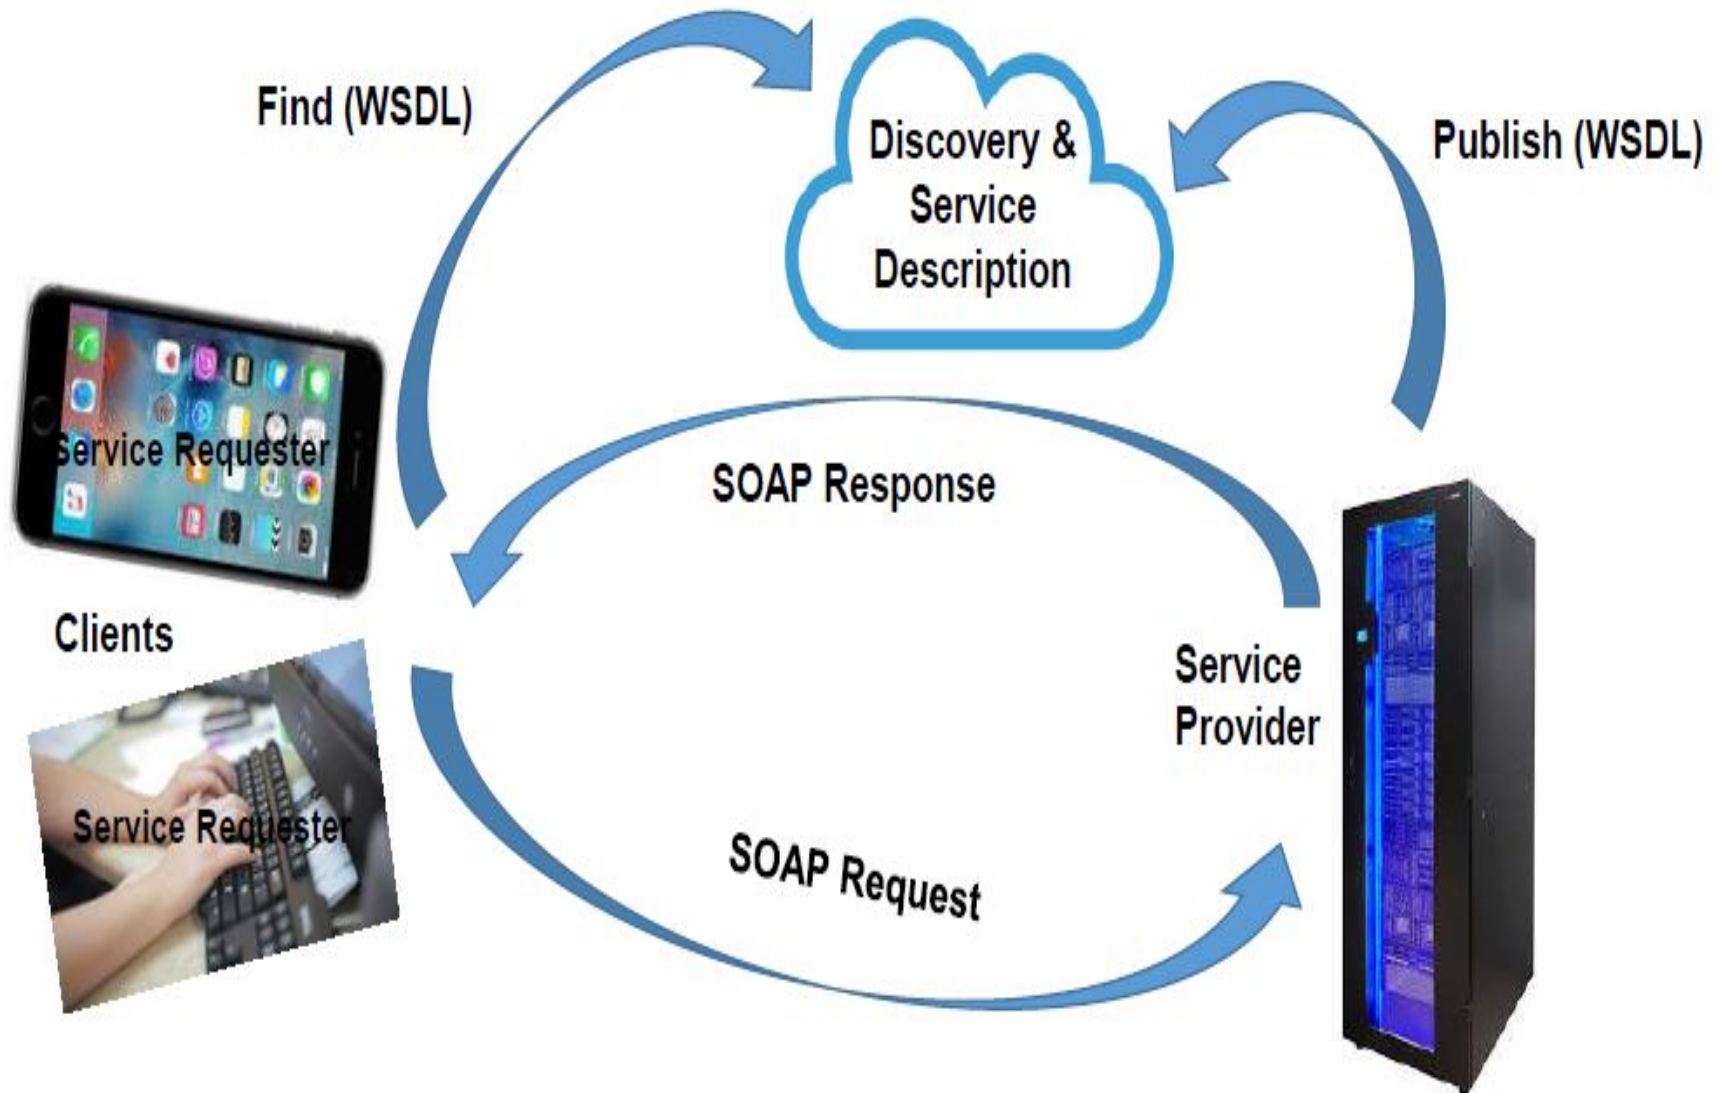 Find (WSDL)
Discovery &
Service
Description
Publish (WSDL)
Service Requester
SOAP Response
Clients
Service
Provider
Service Requester
SOAP Request